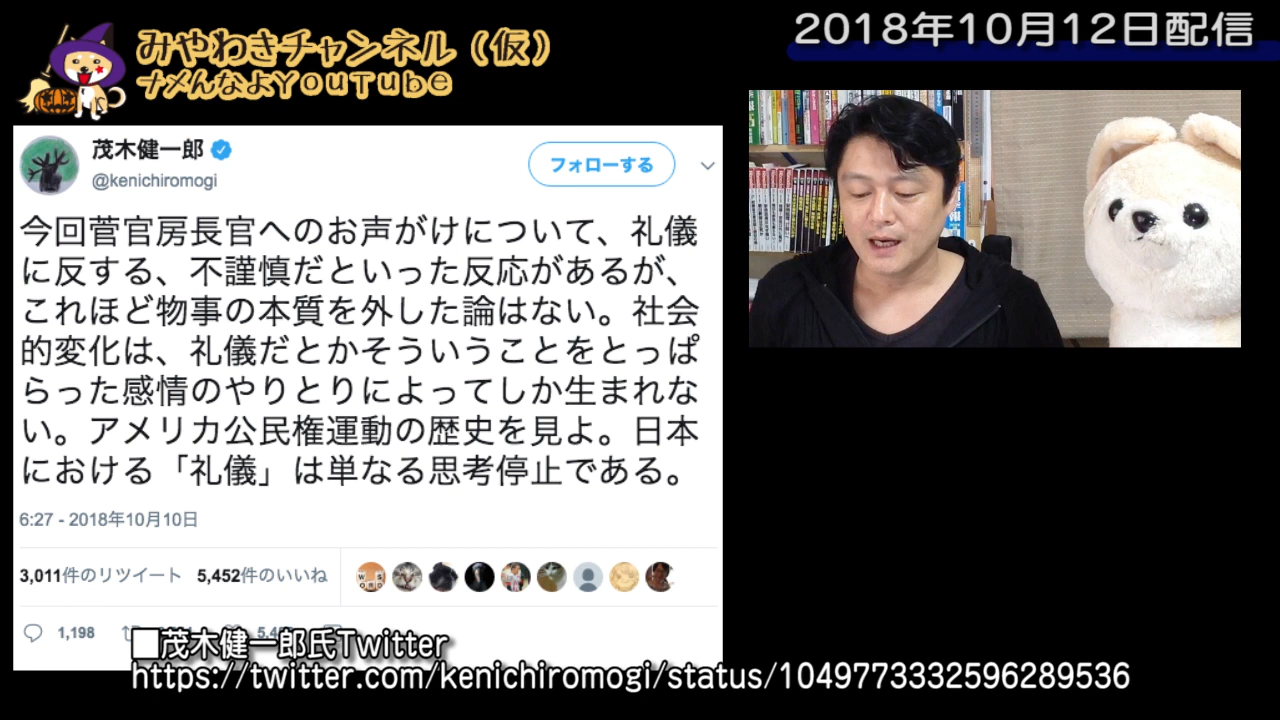 みやわきチャンネル（仮）
ナメんなよYouTube
2018年10月12日配信
茂木健一郎
@kenichiromogi
フォローする
今回菅官房長官へのお声がけについて、礼儀
に反する、不謹慎だといった反応があるが、
これほど物事の本質を外した論はない。社会
的変化は、礼儀だとかそういうことをとっぱ
らった感情のやりとりによってしか生まれな
い。アメリカ公民権運動の歴史を見よ。日本
における「礼儀」は単なる思考停止である。
6:27 - 2018年10月10日
3,011件のリツイート 5,452件のいいね
1,198
■茂木健一郎氏Twitter
https://twitter.com/kenichiromogi/status/1049773332596289536